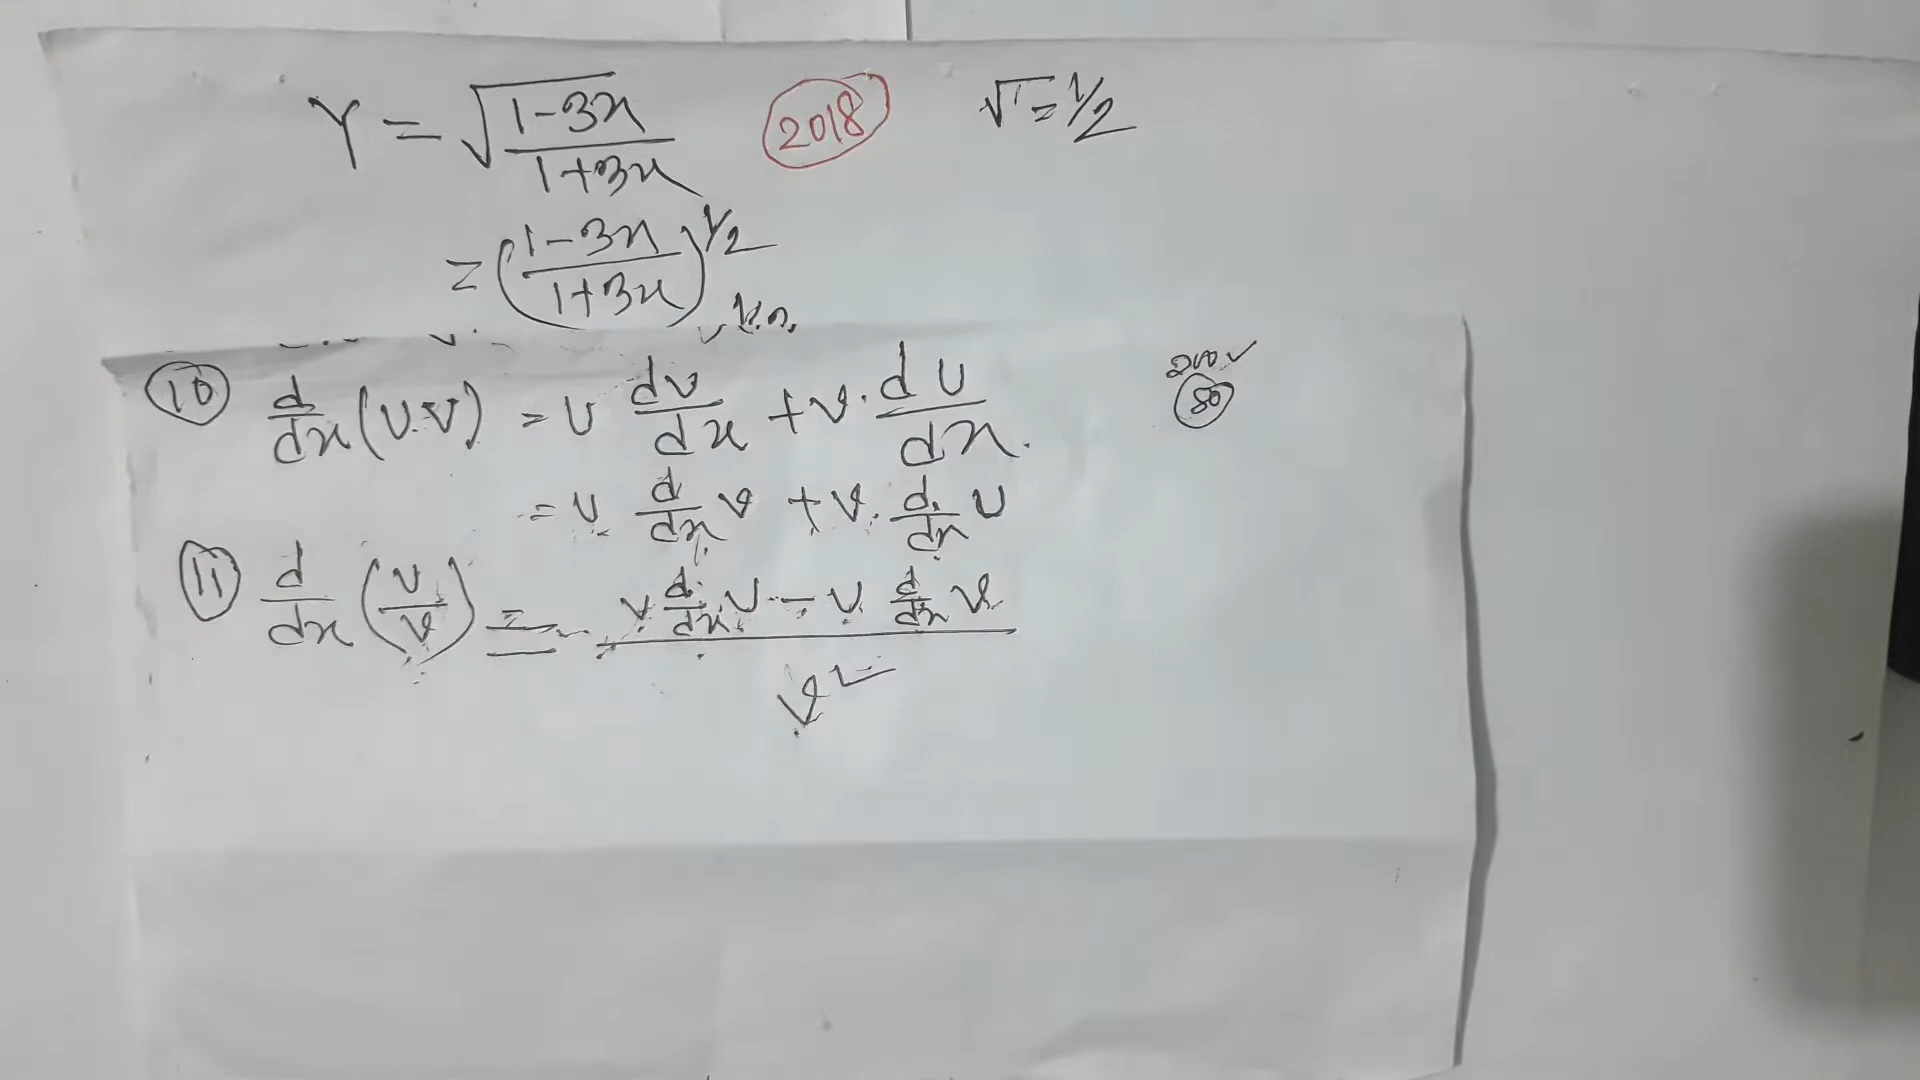 Y = √(1-3x / 1+3x) (2018) √ = 1/2
= (1-3x / 1+3x)^1/2
(10) d/dx (U.V) = U dv/dx + v. dU/dx.
= U d/dx v + v. d/dx U
(11) d/dx (U/v) = v d/dx U - U d/dx v / v²
(80)